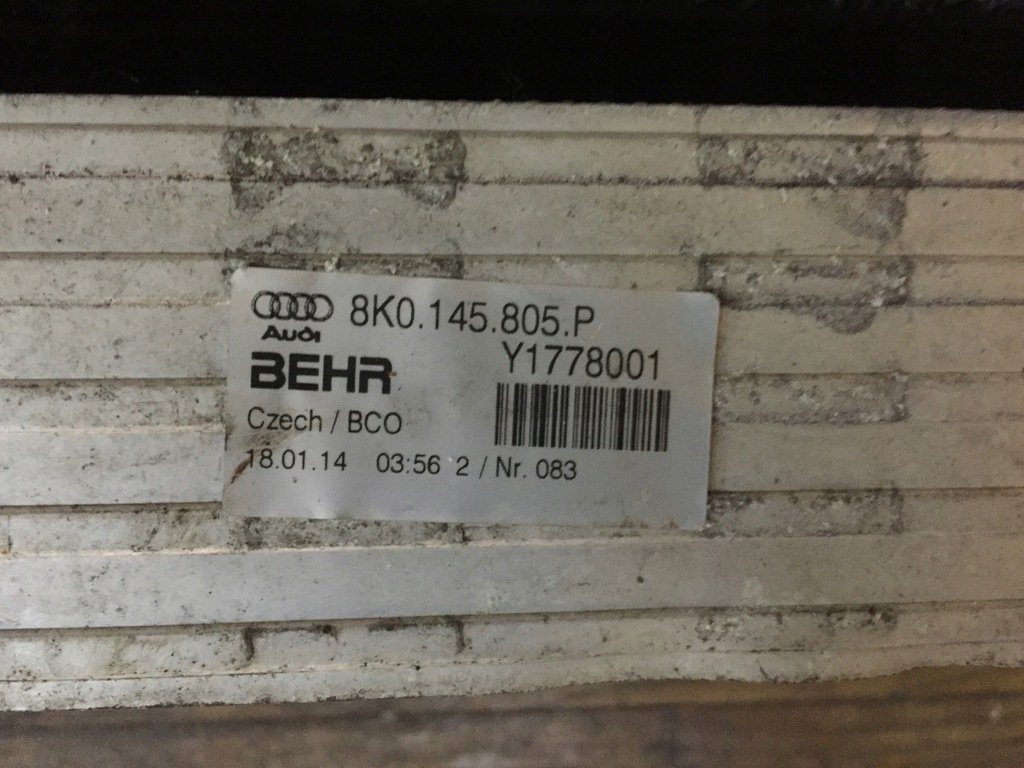 8K0.145.805.P
Audi
Y1778001
BEHR
Czech / BCO
18.01.14 03:56 2 / Nr. 083